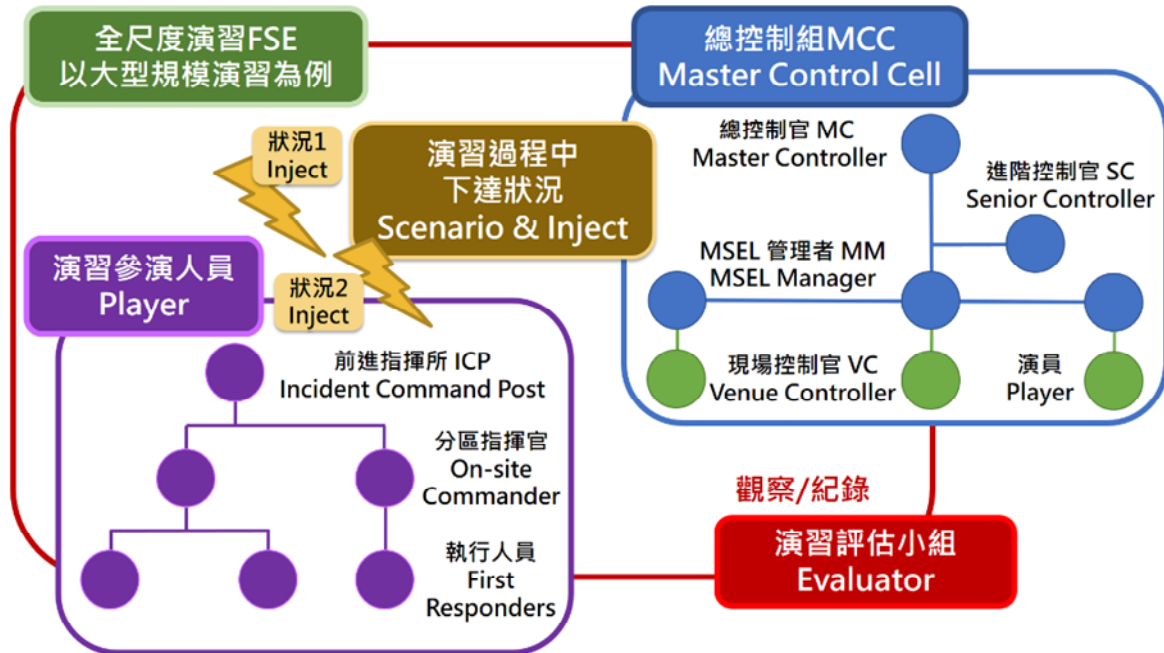 全尺度演習FSE
以大型規模演習為例
總控制組MCC
Master Control Cell
狀況1
Inject
演習過程中
下達狀況
Scenario & Inject
總控制官 MC
Master Controller
進階控制官 SC
Senior Controller
MSEL 管理者 MM
MSEL Manager
現場控制官 VC
Venue Controller
演員
Player
演習參演人員
Player
狀況2
Inject
前進指揮所 ICP
Incident Command Post
分區指揮官
On-site
Commander
執行人員
First
Responders
觀察/紀錄
演習評估小組
Evaluator